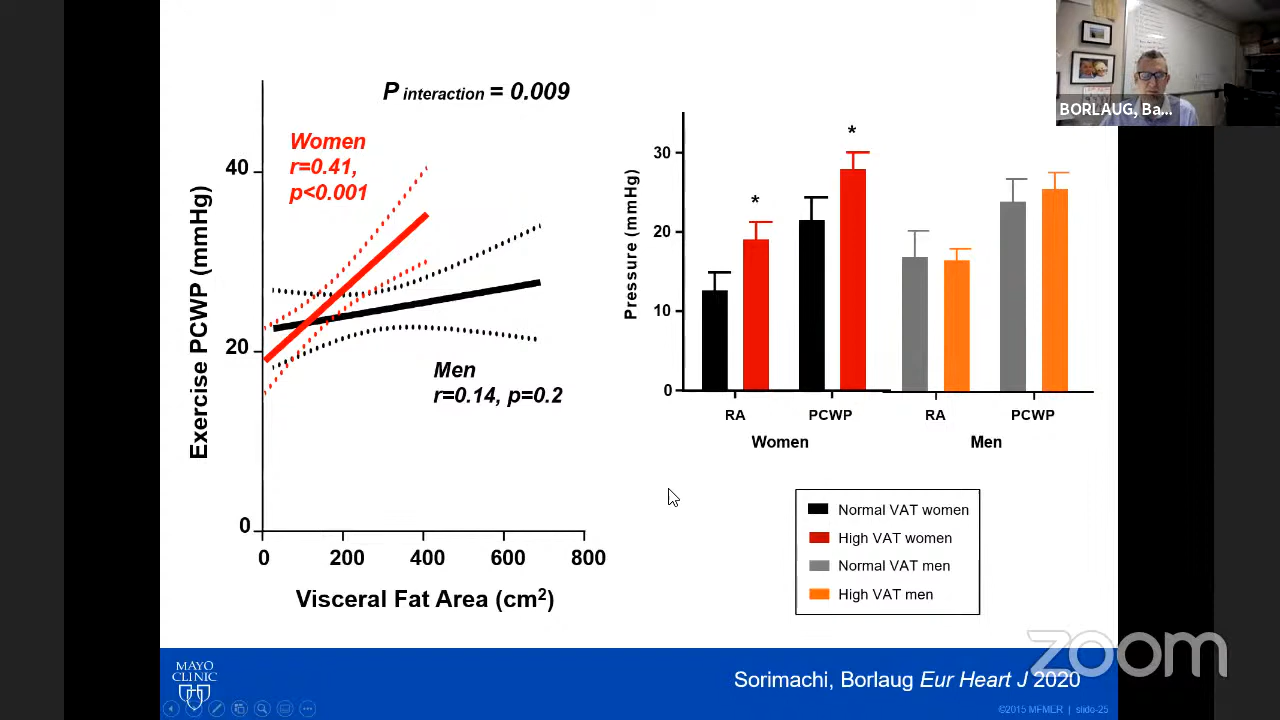 BORLAUG, Ba...
P interaction = 0.009
Women
r=0.41,
p<0.001
40
20
0
Exercise PCWP (mmHg)
Men
r=0.14, p=0.2
0 200 400 600 800
Visceral Fat Area (cm²)
Pressure (mmHg)
30
20
10
0
*
*
RA PCWP RA PCWP
Women Men
Normal VAT women
High VAT women
Normal VAT men
High VAT men
zoom
MAYO
CLINIC
Sorimachi, Borlaug Eur Heart J 2020
©2015 MFMER | slide-25